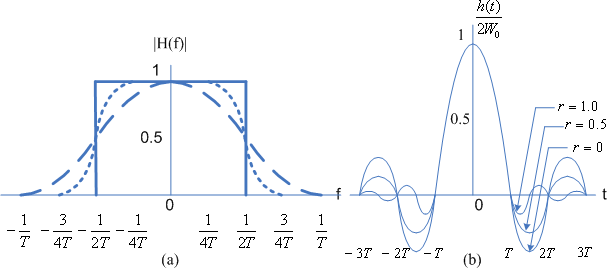 |H(f)|
1
0.5
0
f
-1/T -3/4T -1/2T -1/4T 1/4T 1/2T 3/4T 1/T
(a)
h(t)/2W₀
1
0.5
r = 1.0
r = 0.5
r = 0
0
t
-3T -2T -T T 2T 3T
(b)